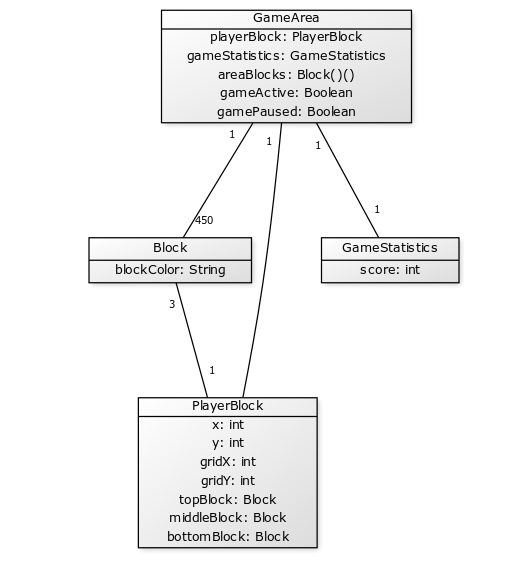 GameArea
playerBlock: PlayerBlock
gameStatistics: GameStatistics
areaBlocks: Block()()
gameActive: Boolean
gamePaused: Boolean
1
1
1
450
1
Block
blockColor: String
GameStatistics
score: int
3
1
PlayerBlock
x: int
y: int
gridX: int
gridY: int
topBlock: Block
middleBlock: Block
bottomBlock: Block